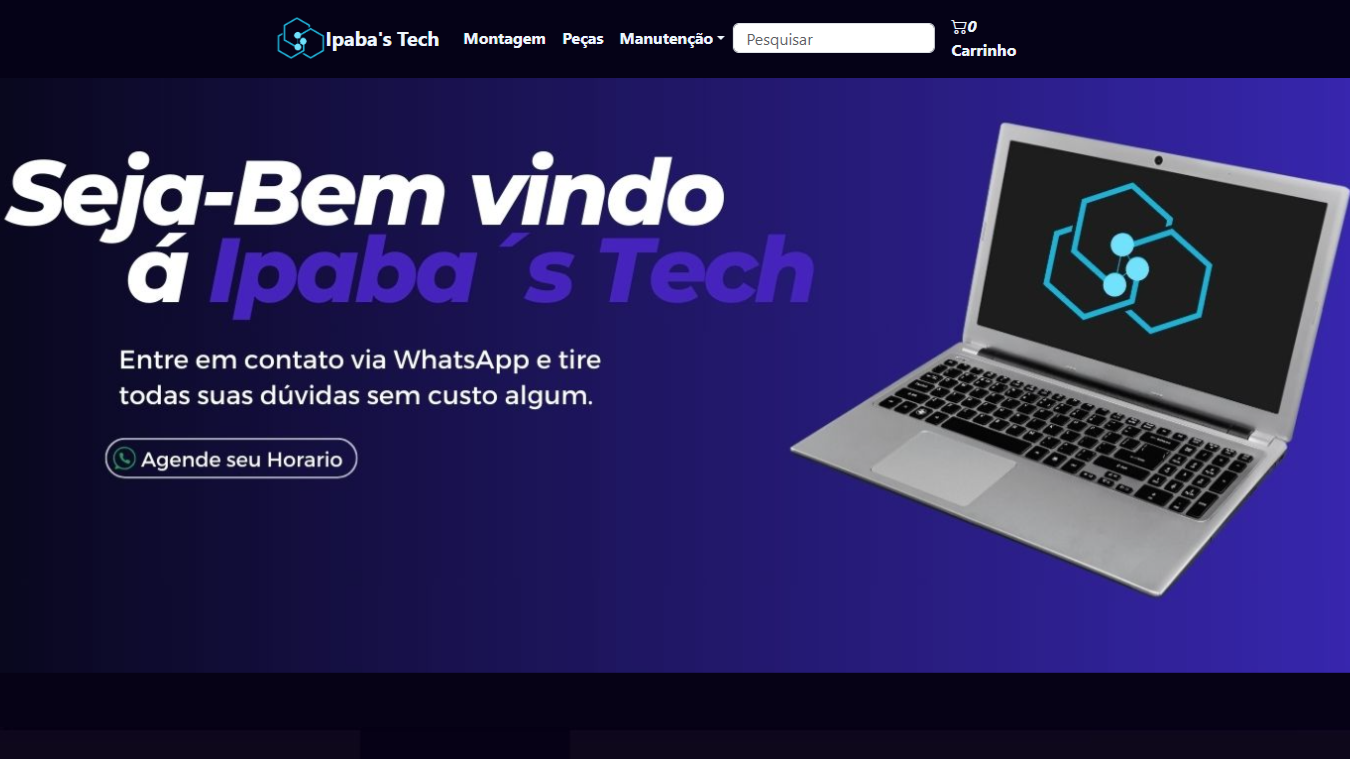 Ipaba's Tech Montagem Peças Manutenção Pesquisar 0
Carrinho
Seja-Bem vindo
á Ipaba´s Tech
Entre em contato via WhatsApp e tire
todas suas dúvidas sem custo algum.
Agende seu Horario